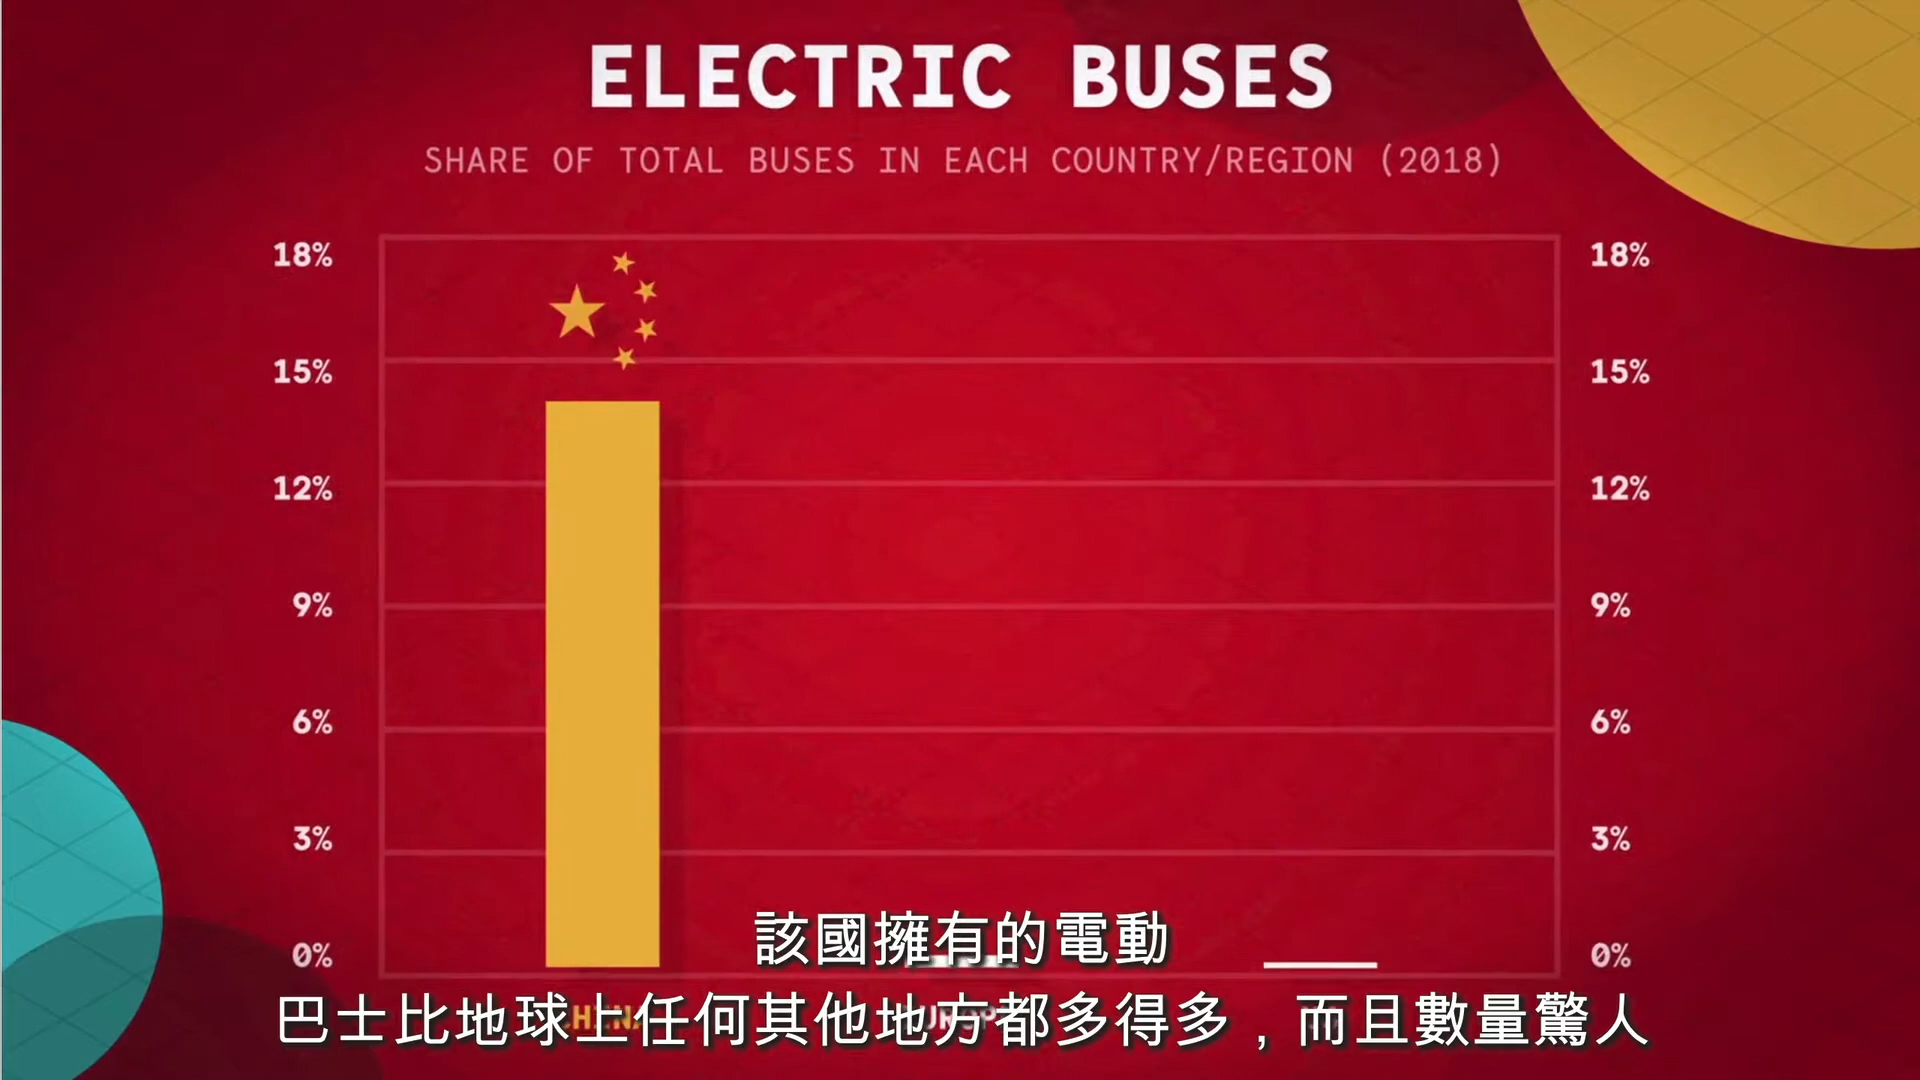 ELECTRIC BUSES
SHARE OF TOTAL BUSES IN EACH COUNTRY/REGION (2018)
18% 18%
15% 15%
12% 12%
9% 9%
6% 6%
3% 3%
0% 0%
該國擁有的電動
巴士比地球上任何其他地方都多得多，而且數量驚人